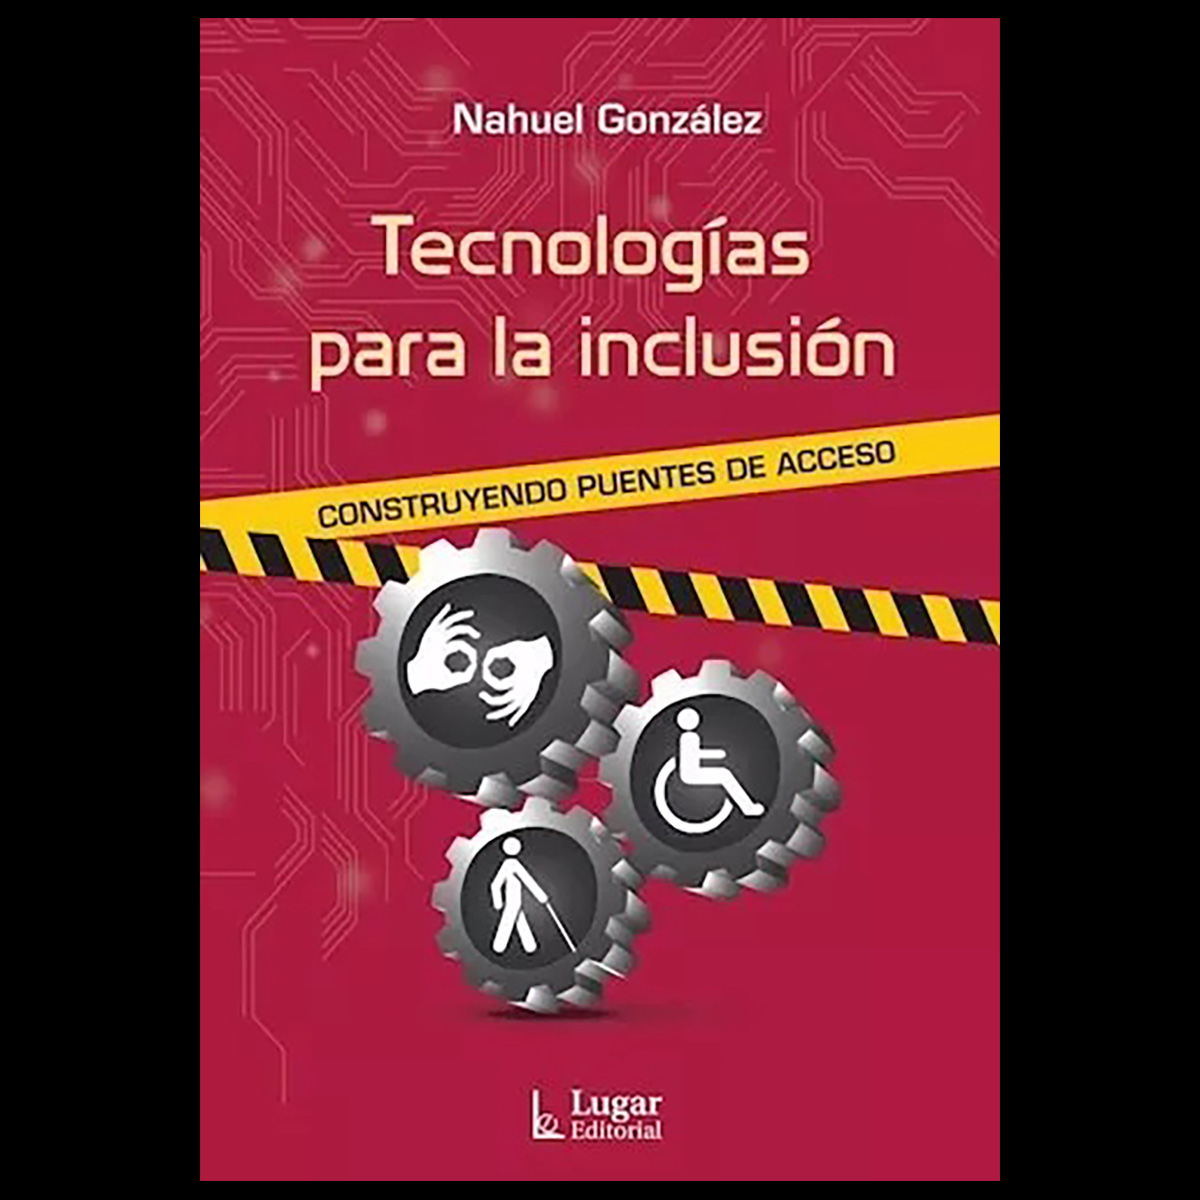 Nahuel González
Tecnologías
para la inclusión
CONSTRUYENDO PUENTES DE ACCESO
Lugar
Editorial